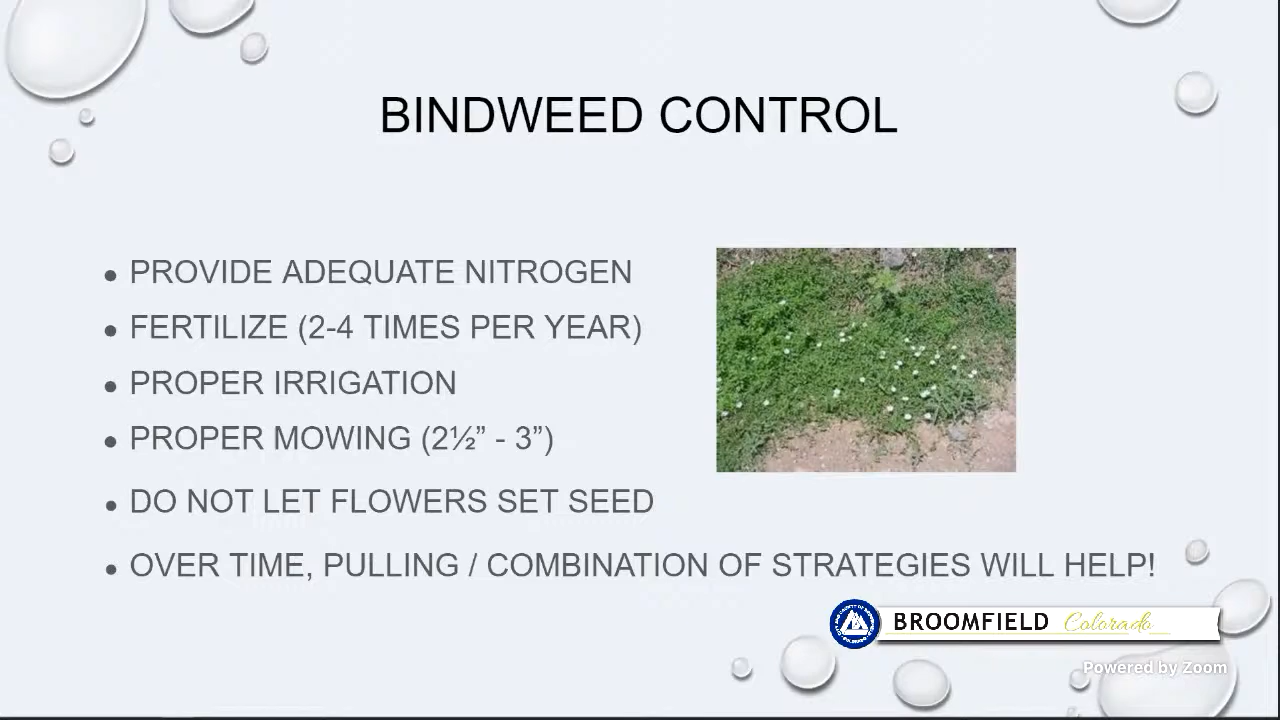 BINDWEED CONTROL
• PROVIDE ADEQUATE NITROGEN
• FERTILIZE (2-4 TIMES PER YEAR)
• PROPER IRRIGATION
• PROPER MOWING (2½” - 3”)
• DO NOT LET FLOWERS SET SEED
• OVER TIME, PULLING / COMBINATION OF STRATEGIES WILL HELP!
BROOMFIELD Colorado
Powered by Zoom